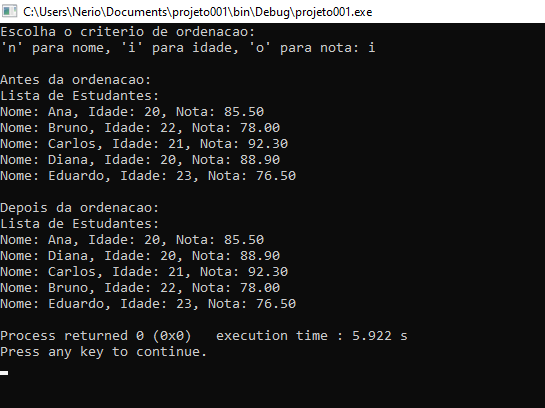 C:\Users\Nerio\Documents\projeto001\bin\Debug\projeto001.exe
Escolha o criterio de ordenacao:
'n' para nome, 'i' para idade, 'o' para nota: i
Antes da ordenacao:
Lista de Estudantes:
Nome: Ana, Idade: 20, Nota: 85.50
Nome: Bruno, Idade: 22, Nota: 78.00
Nome: Carlos, Idade: 21, Nota: 92.30
Nome: Diana, Idade: 20, Nota: 88.90
Nome: Eduardo, Idade: 23, Nota: 76.50
Depois da ordenacao:
Lista de Estudantes:
Nome: Ana, Idade: 20, Nota: 85.50
Nome: Diana, Idade: 20, Nota: 88.90
Nome: Carlos, Idade: 21, Nota: 92.30
Nome: Bruno, Idade: 22, Nota: 78.00
Nome: Eduardo, Idade: 23, Nota: 76.50
Process returned 0 (0x0)   execution time : 5.922 s
Press any key to continue.